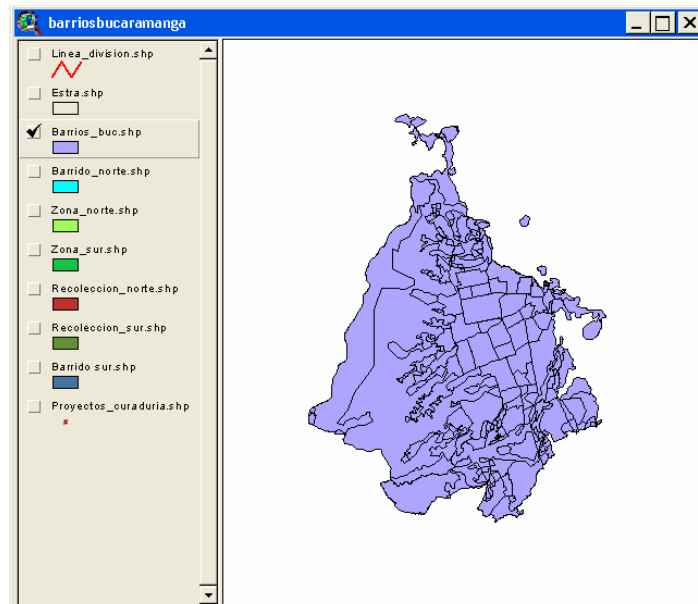 barriosbucaramanga
Linea_division.shp
Estra.shp
Barrios_buc.shp
Barrido_norte.shp
Zona_norte.shp
Zona_sur.shp
Recoleccion_norte.shp
Recoleccion_sur.shp
Barrido sur.shp
Proyectos_curaduria.shp